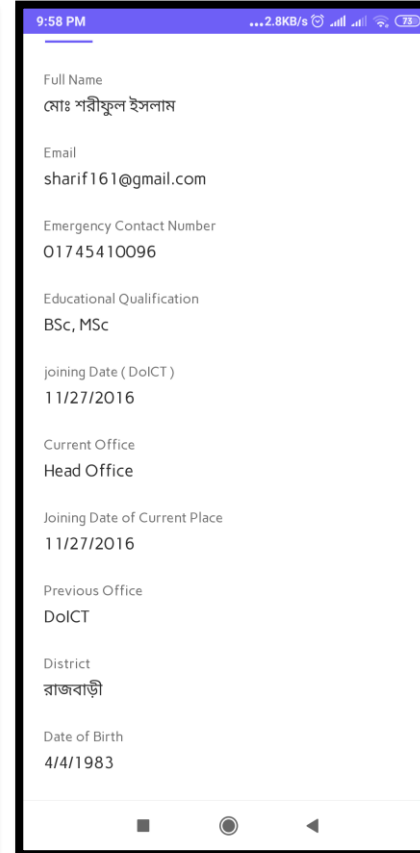 9:58 PM ...2.8KB/s 73
Full Name
মোঃ শরীফুল ইসলাম
Email
sharif161@gmail.com
Emergency Contact Number
01745410096
Educational Qualification
BSc, MSc
joining Date ( DoICT )
11/27/2016
Current Office
Head Office
Joining Date of Current Place
11/27/2016
Previous Office
DoICT
District
রাজবাড়ী
Date of Birth
4/4/1983